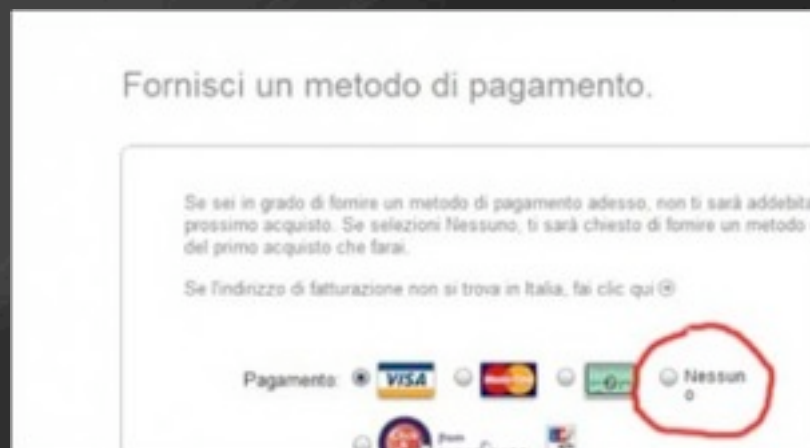 Fornisci un metodo di pagamento.
Se sei in grado di fornire un metodo di pagamento adesso, non ti sarà addebita
prossimo acquisto. Se selezioni Nessuno, ti sarà chiesto di fornire un metodo
del primo acquisto che farai.
Se l'indirizzo di fatturazione non si trova in Italia, fai clic qui
Pagamento: VISA MasterCard Nessun
o